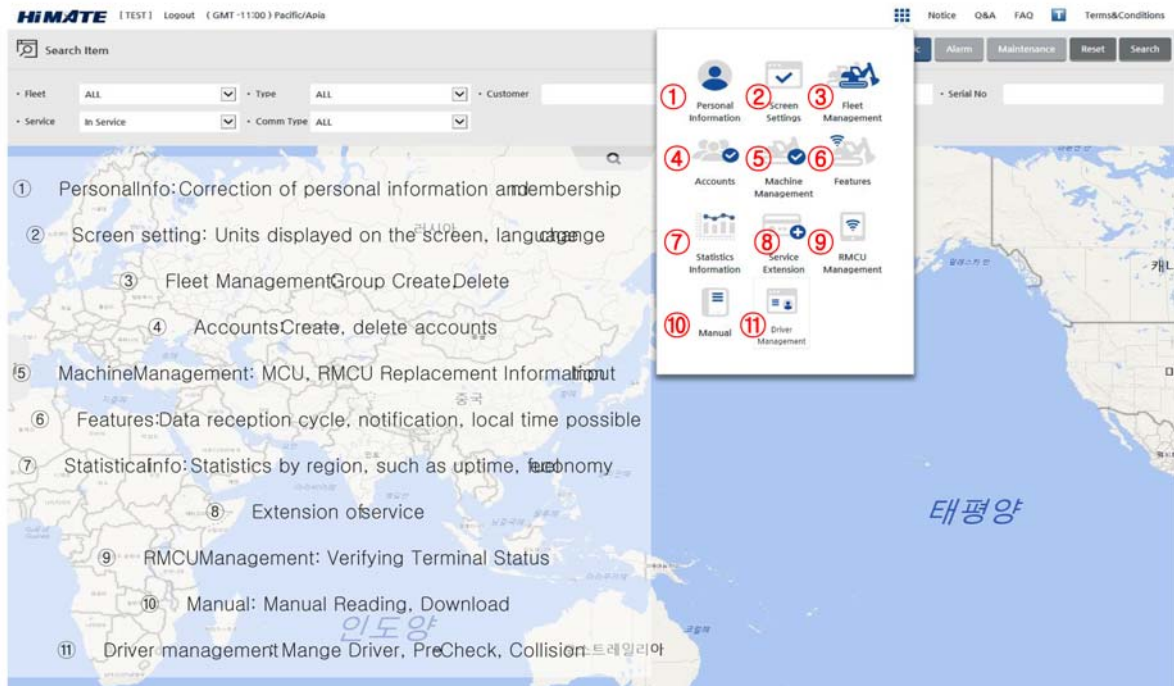 HiMATE [TEST] Logout ( GMT -11:00 ) Pacific/Apia Notice Q&A FAQ T Terms&Conditions
Search Item Alarm Maintenance Reset Search
• Fleet ALL • Type ALL • Customer • Serial No
• Service In Service • Comm Type ALL
① Personal Information ② Screen Settings ③ Fleet Management
④ Accounts ⑤ Machine Management ⑥ Features
⑦ Statistics Information ⑧ Service Extension ⑨ RMCU Management
⑩ Manual ⑪ Driver Management
① PersonalInfo: Correction of personal information and membership
② Screen setting: Units displayed on the screen, language change
③ Fleet Management: Group Create, Delete
④ Accounts: Create, delete accounts
⑤ MachineManagement: MCU, RMCU Replacement Information Input
⑥ Features: Data reception cycle, notification, local time possible
⑦ StatisticalInfo: Statistics by region, such as uptime, fuel economy
⑧ Extension of service
⑨ RMCUManagement: Verifying Terminal Status
⑩ Manual: Manual Reading, Download
⑪ Driver management: Mange Driver, PreCheck, Collision
러시아
중국
태평양
인도양